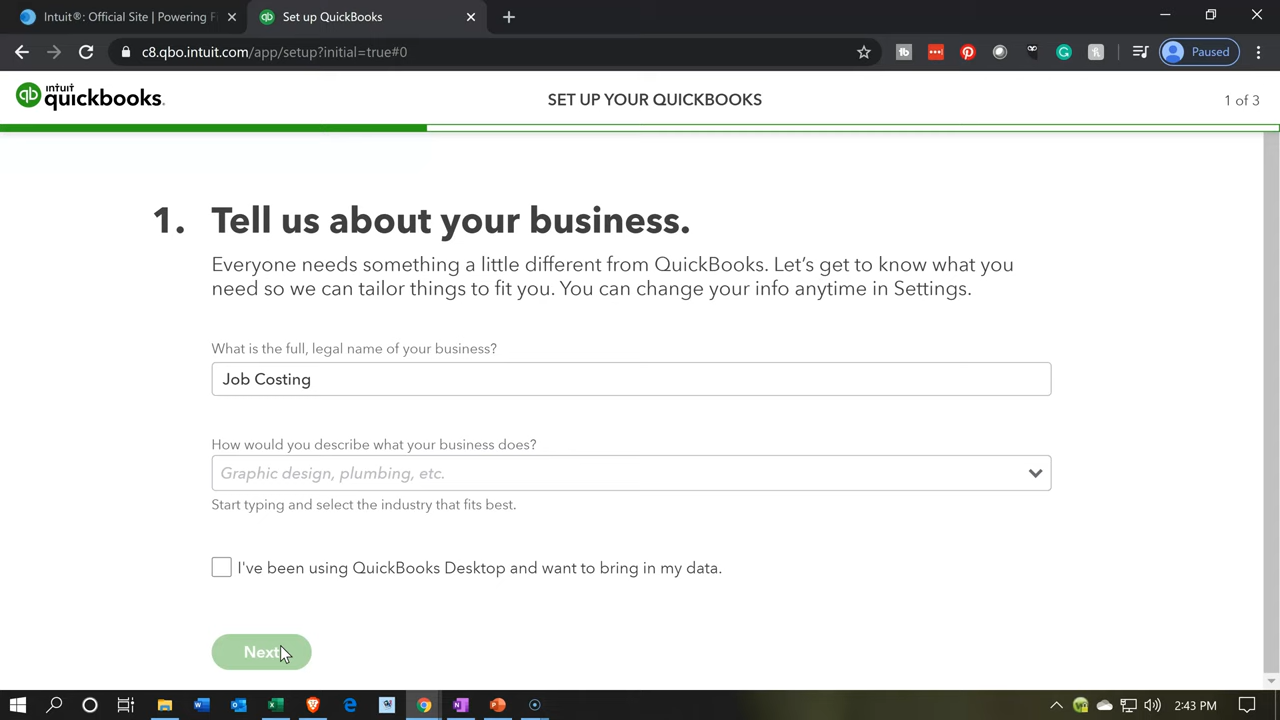 Intuit®: Official Site | Powering F
Set up QuickBooks
c8.qbo.intuit.com/app/setup?initial=true#0
Paused
intuit
quickbooks.
SET UP YOUR QUICKBOOKS
1 of 3
1. Tell us about your business.
Everyone needs something a little different from QuickBooks. Let's get to know what you
need so we can tailor things to fit you. You can change your info anytime in Settings.
What is the full, legal name of your business?
Job Costing
How would you describe what your business does?
Graphic design, plumbing, etc.
Start typing and select the industry that fits best.
I've been using QuickBooks Desktop and want to bring in my data.
Next
2:43 PM